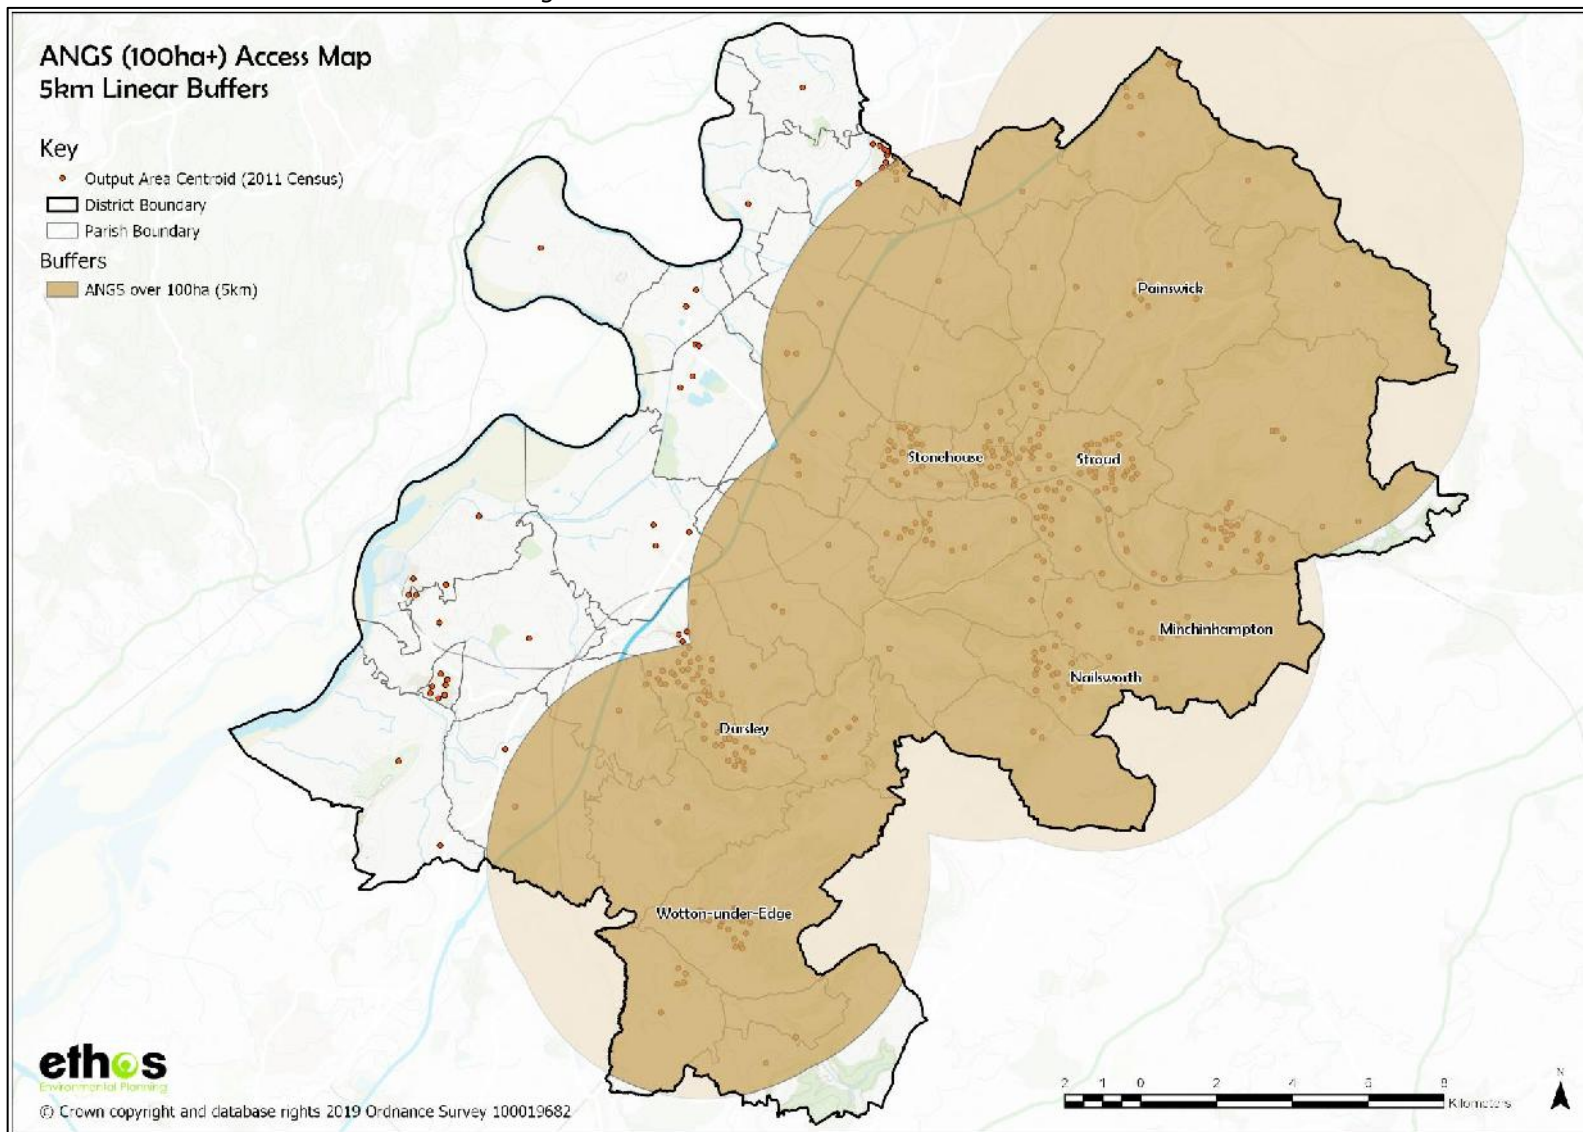 ANGS (100ha+) Access Map
5km Linear Buffers
Key
Output Area Centroid (2011 Census)
District Boundary
Parish Boundary
Buffers
ANGS over 100ha (5km)
Painswick
Stonehouse
Stroud
Minchinhampton
Nailsworth
Dursley
Wotton-under-Edge
ethos
Environmental Planning
© Crown copyright and database rights 2019 Ordnance Survey 100019682
2 1 0 2 4 6 8
Kilometers
N